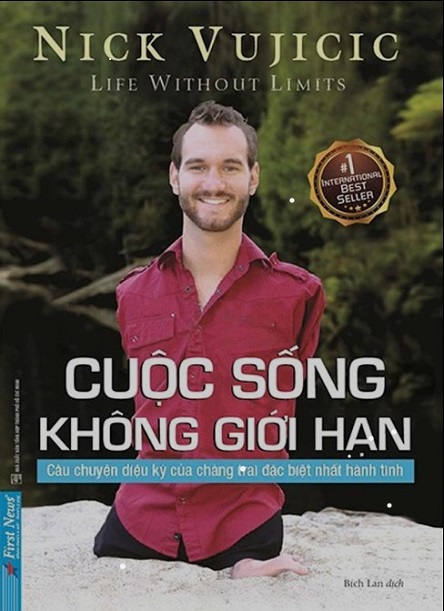 NICK VUJICIC
LIFE WITHOUT LIMITS
#1
INTERNATIONAL
BEST
SELLER
CUỘC SỐNG
KHÔNG GIỚI HẠN
Câu chuyện diệu kỳ của chàng trai đặc biệt nhất hành tinh
First News
Bích Lan dịch